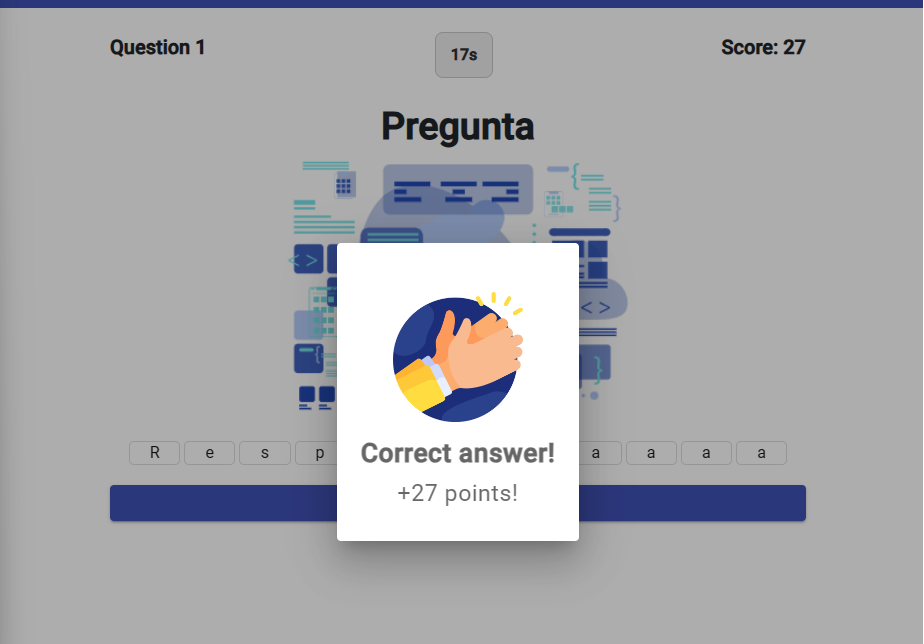 Question 1
17s
Score: 27
Pregunta
R e s p a a a a
Correct answer!
+27 points!